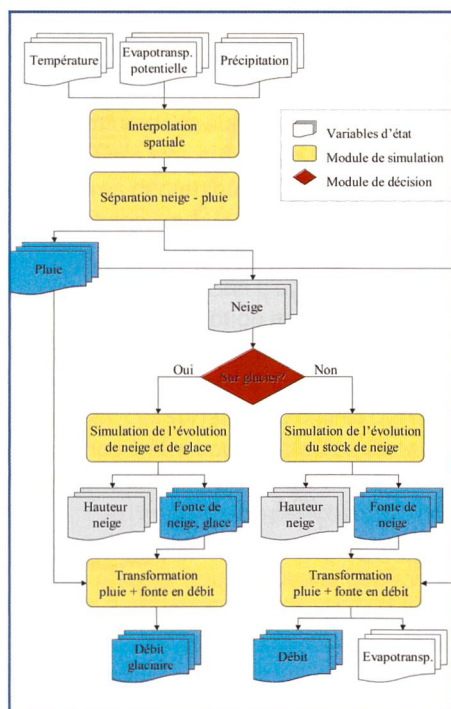 Température
Evapotransp.
potentielle
Précipitation
Interpolation
spatiale
Variables d'état
Module de simulation
Module de décision
Séparation neige - pluie
Pluie
Neige
Oui
Sur glacier?
Non
Simulation de l'évolution
de neige et de glace
Simulation de l'évolution
du stock de neige
Hauteur
neige
Fonte de
neige, glace
Hauteur
neige
Fonte de
neige
Transformation
pluie + fonte en débit
Transformation
pluie + fonte en débit
Débit
glaciaire
Débit
Evapotransp.